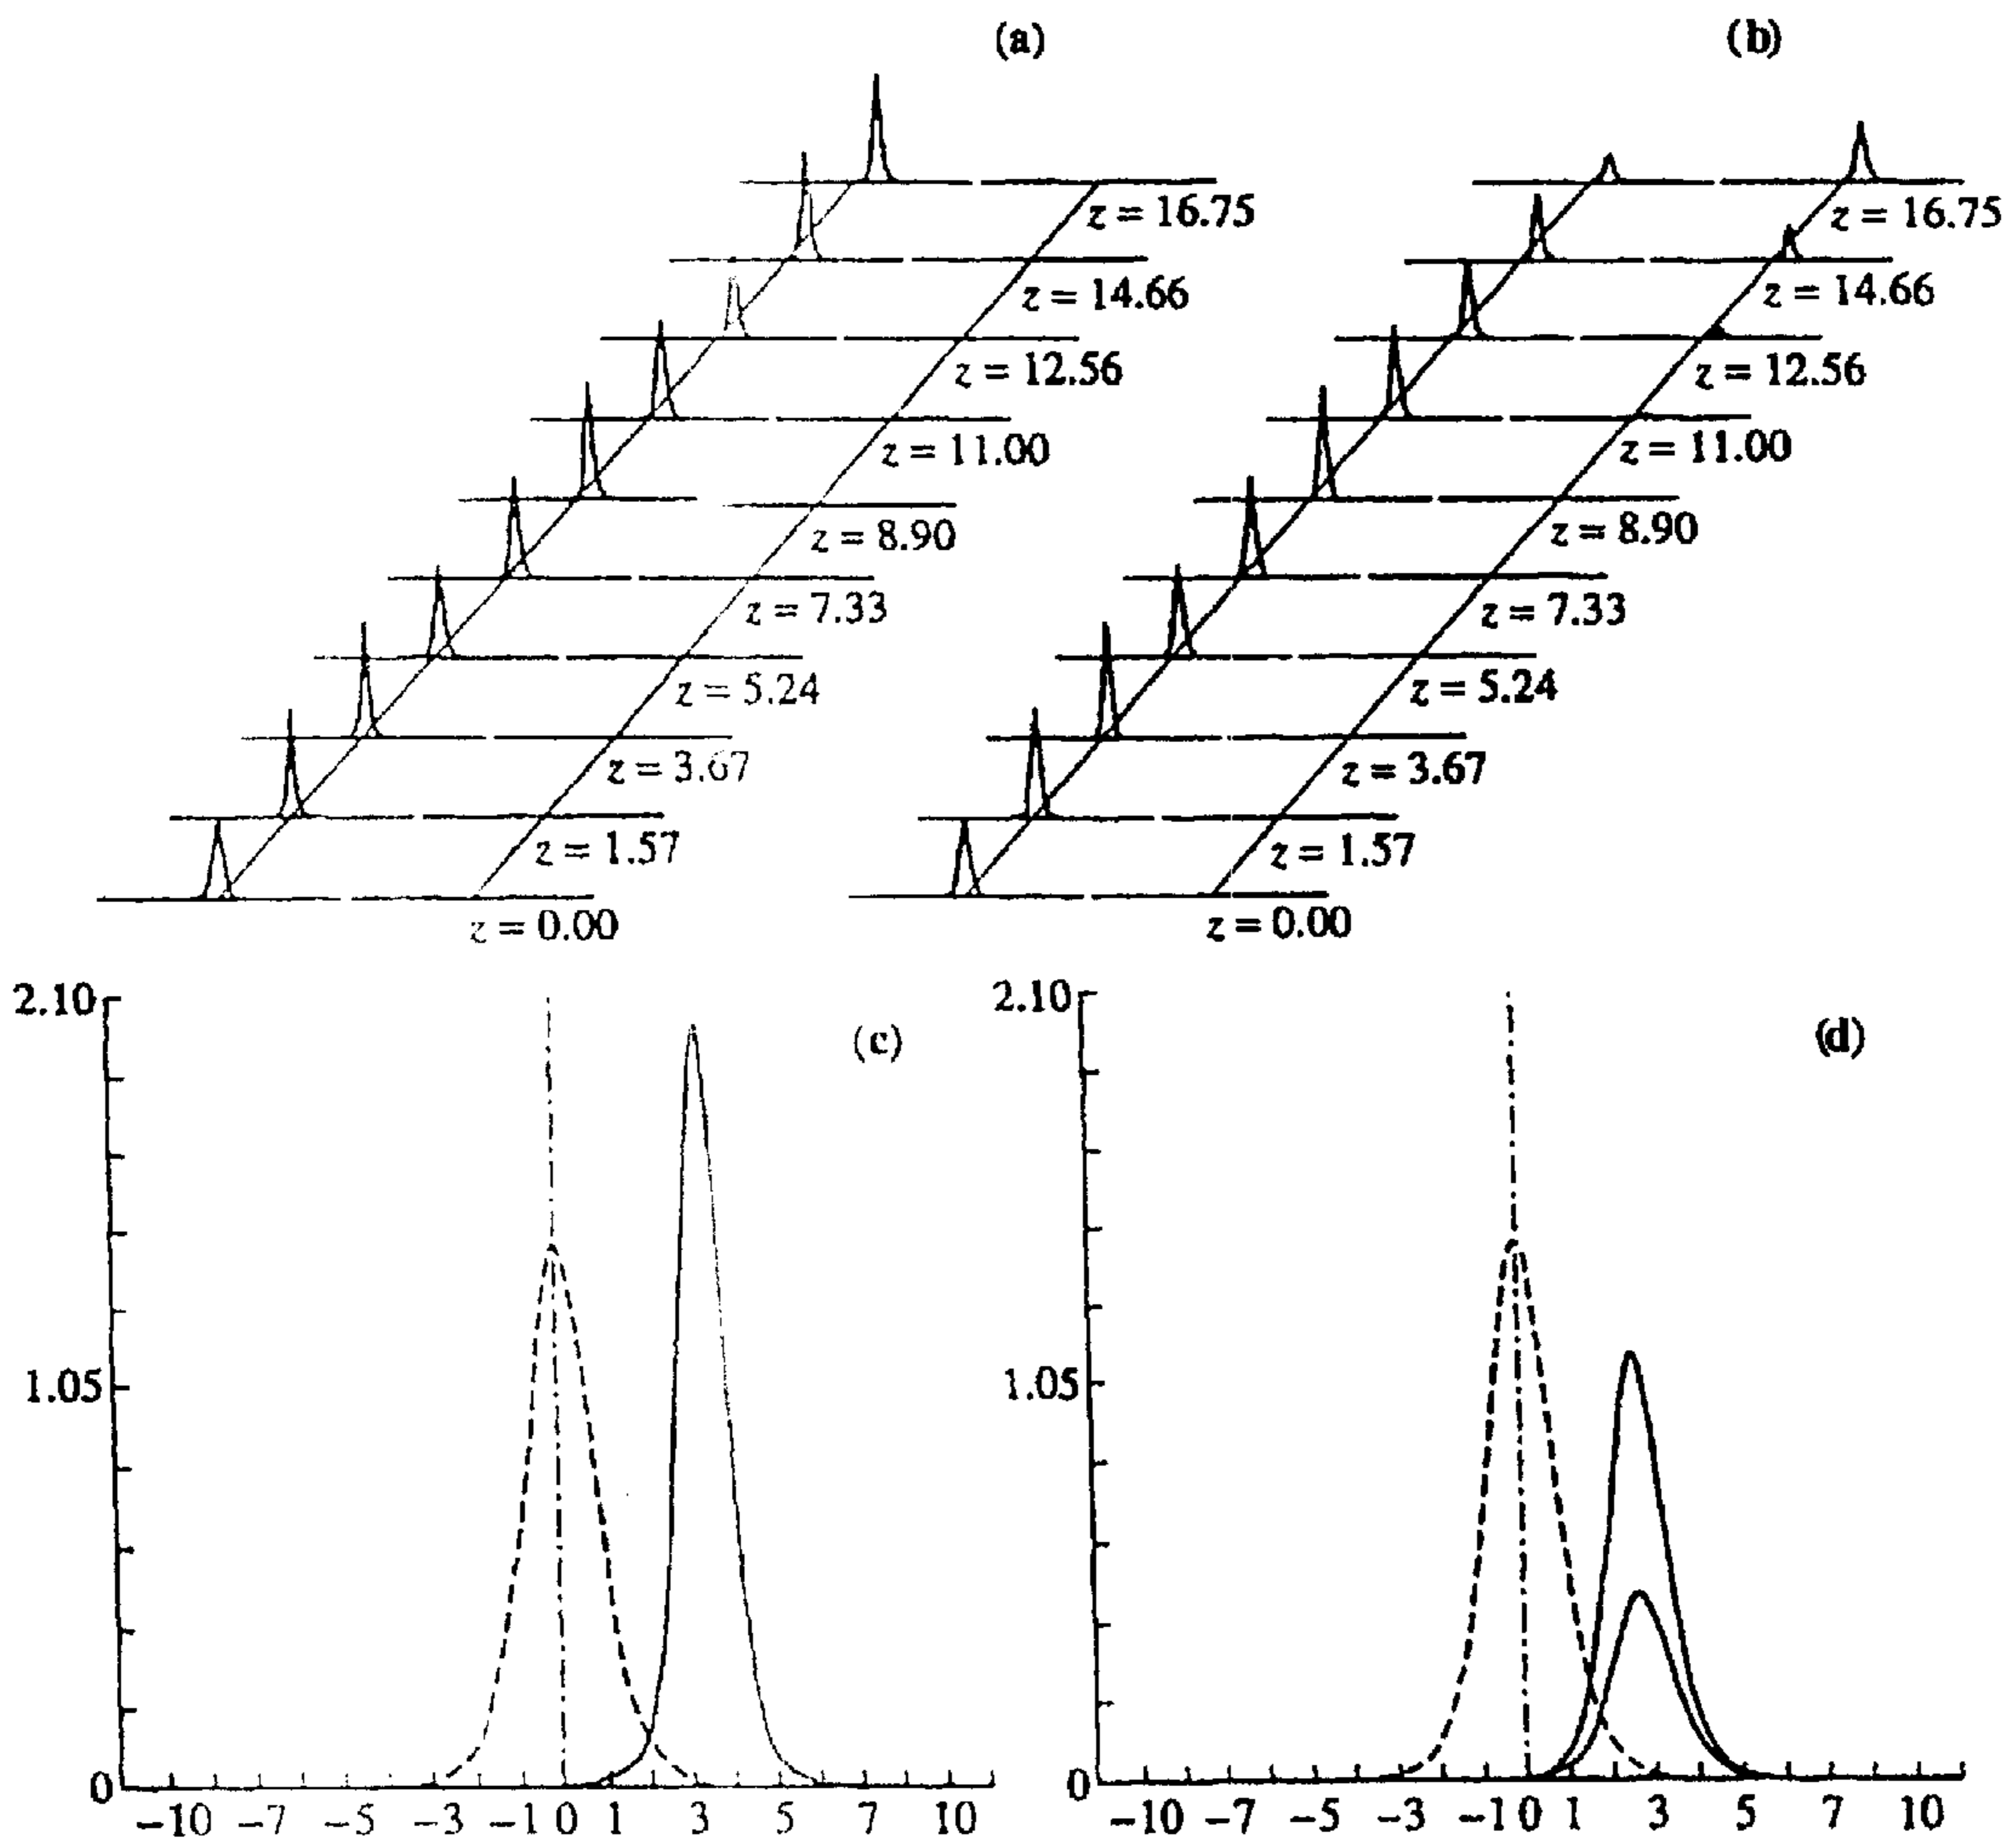 (a)
z = 16.75
z = 14.66
z = 12.56
z = 11.00
z = 8.90
z = 7.33
z = 5.24
z = 3.67
z = 1.57
z = 0.00
(b)
z = 16.75
z = 14.66
z = 12.56
z = 11.00
z = 8.90
z = 7.33
z = 5.24
z = 3.67
z = 1.57
z = 0.00
(c)
2.10
1.05
0
−10 −7 −5 −3 −1 0 1 3 5 7 10
(d)
2.10
1.05
0
−10 −7 −5 −3 −1 0 1 3 5 7 10